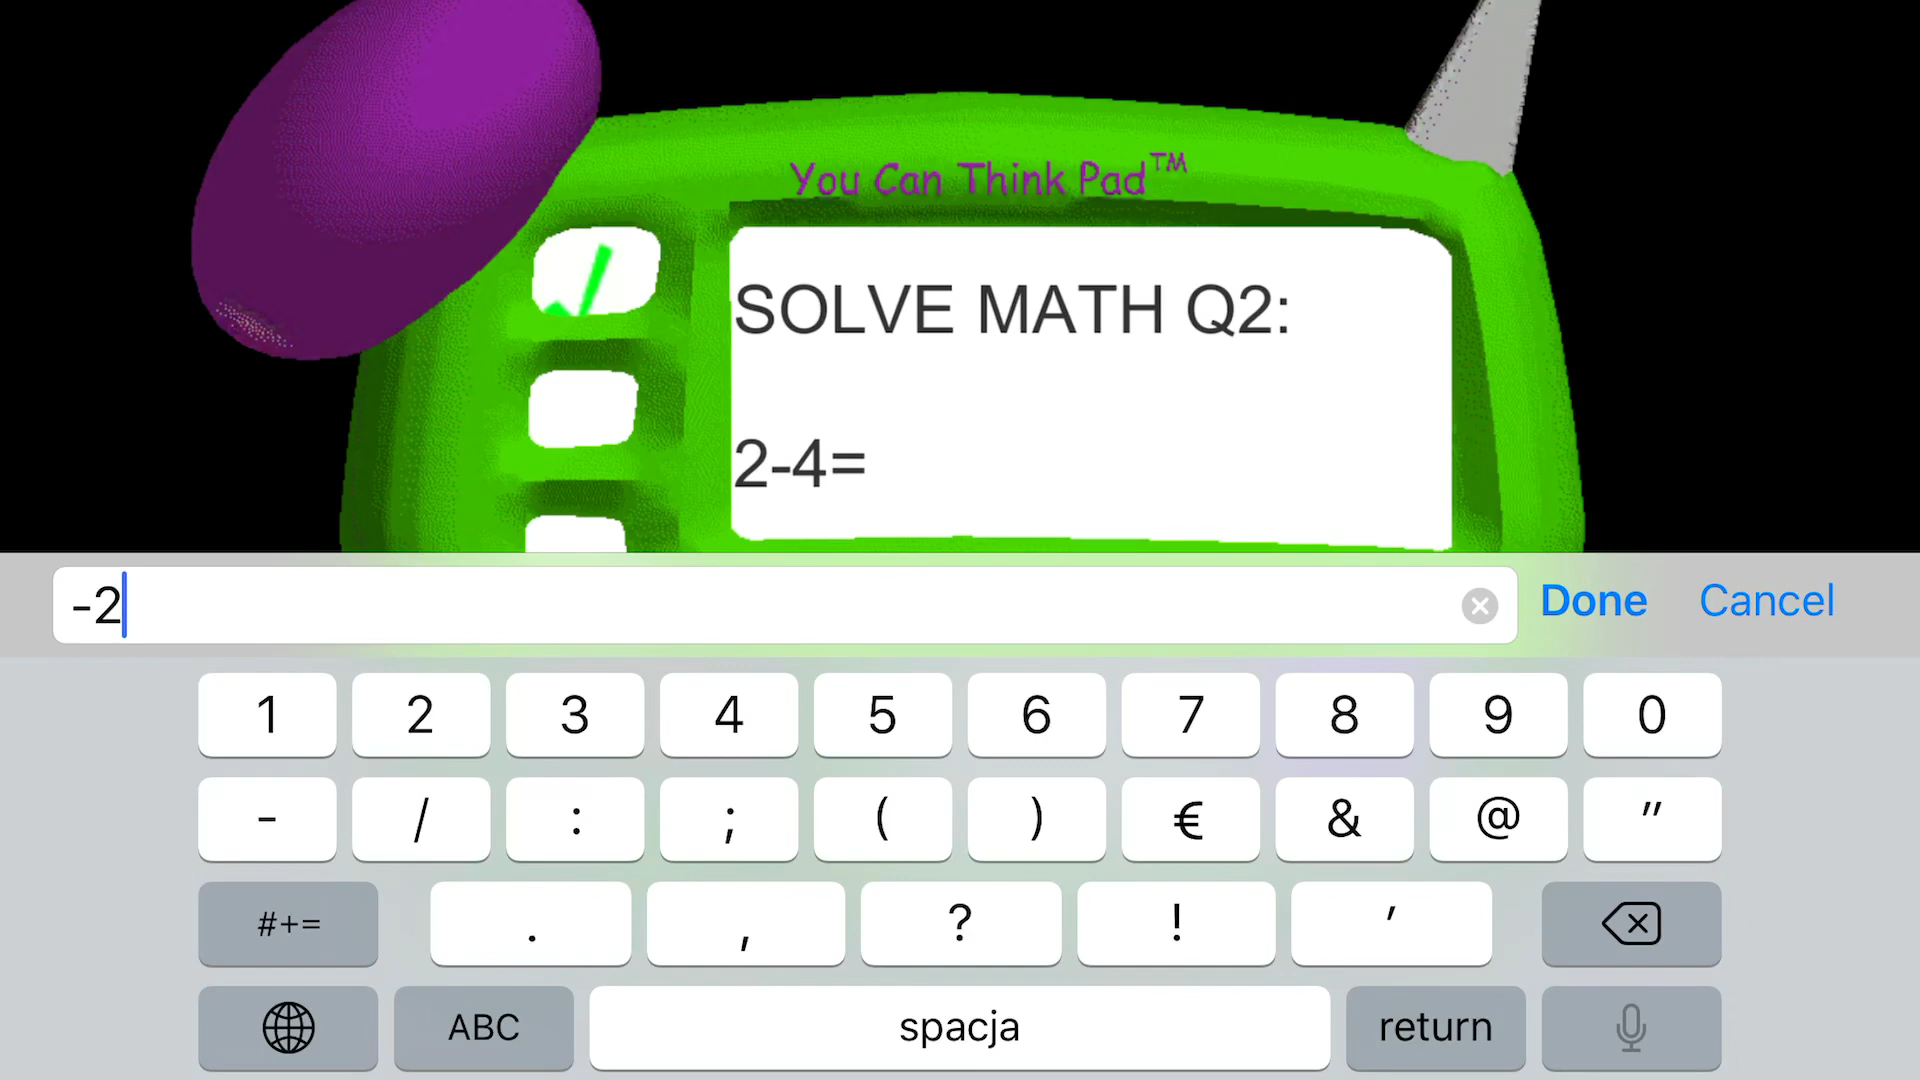 You Can Think Pad™
SOLVE MATH Q2:
2-4=
-2
Done
Cancel
1 2 3 4 5 6 7 8 9 0
- / : ; ( ) € & @ "
#+= . , ? ! '
ABC spacja return